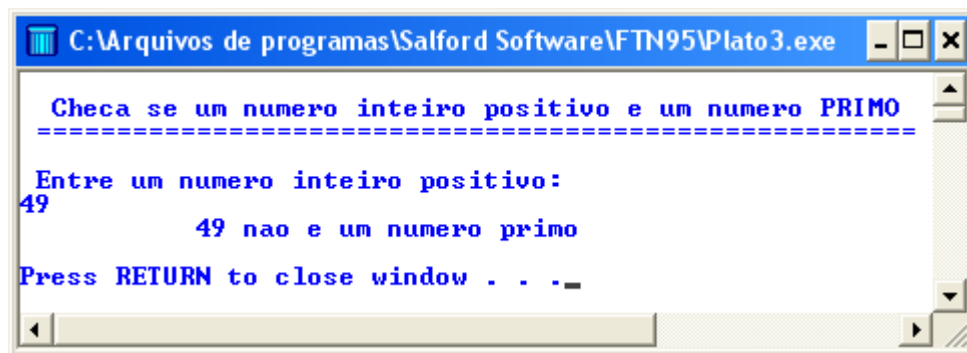 C:\Arquivos de programas\Salford Software\FTN95\Plato3.exe
Checa se um numero inteiro positivo e um numero PRIMO
=======================================================
Entre um numero inteiro positivo:
49
49 nao e um numero primo
Press RETURN to close window . . ._